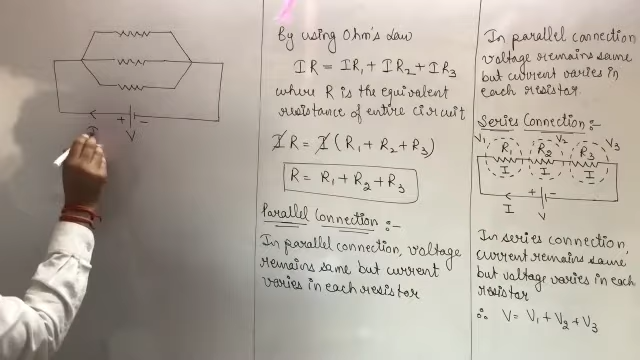 + -
V
I
By using Ohm's Law
IR = IR1 + IR2 + IR3
where R is the equivalent
resistance of entire circuit
I R = I (R1 + R2 + R3)
R = R1 + R2 + R3
Parallel Connection :-
In parallel connection, voltage
remains same but current
varies in each resistor
In parallel connection
voltage remains same
but current varies in
each resistor
Series Connection :-
V1 V2 V3
R1 R2 R3
I I I
+ -
I V
In series connection,
current remains same
but voltage varies in each
resistor
∴ V = V1 + V2 + V3